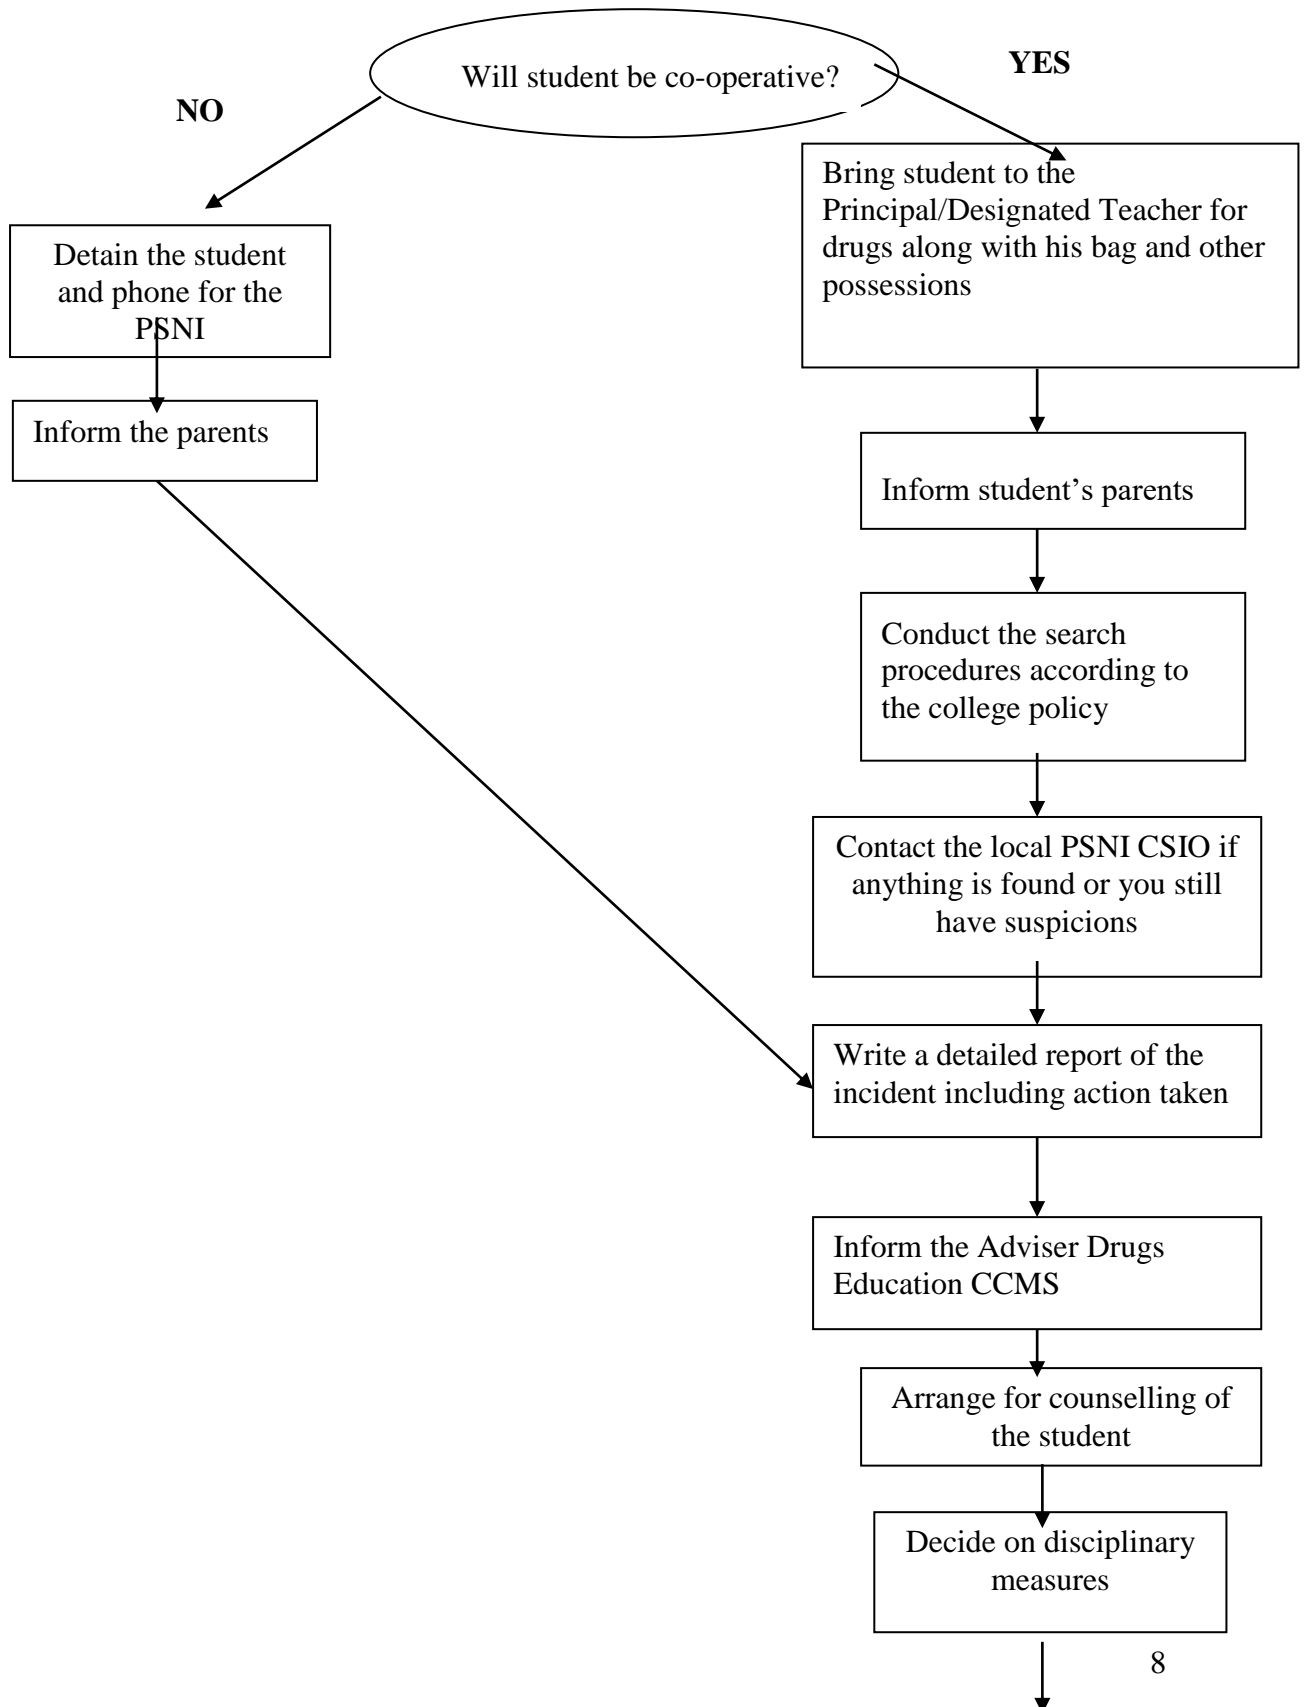 Will student be co-operative?
YES
NO
Bring student to the
Principal/Designated Teacher for
drugs along with his bag and other
possessions
Detain the student
and phone for the
PSNI
Inform the parents
Inform student’s parents
Conduct the search
procedures according to
the college policy
Contact the local PSNI CSIO if
anything is found or you still
have suspicions
Write a detailed report of the
incident including action taken
Inform the Adviser Drugs
Education CCMS
Arrange for counselling of
the student
Decide on disciplinary
measures
8